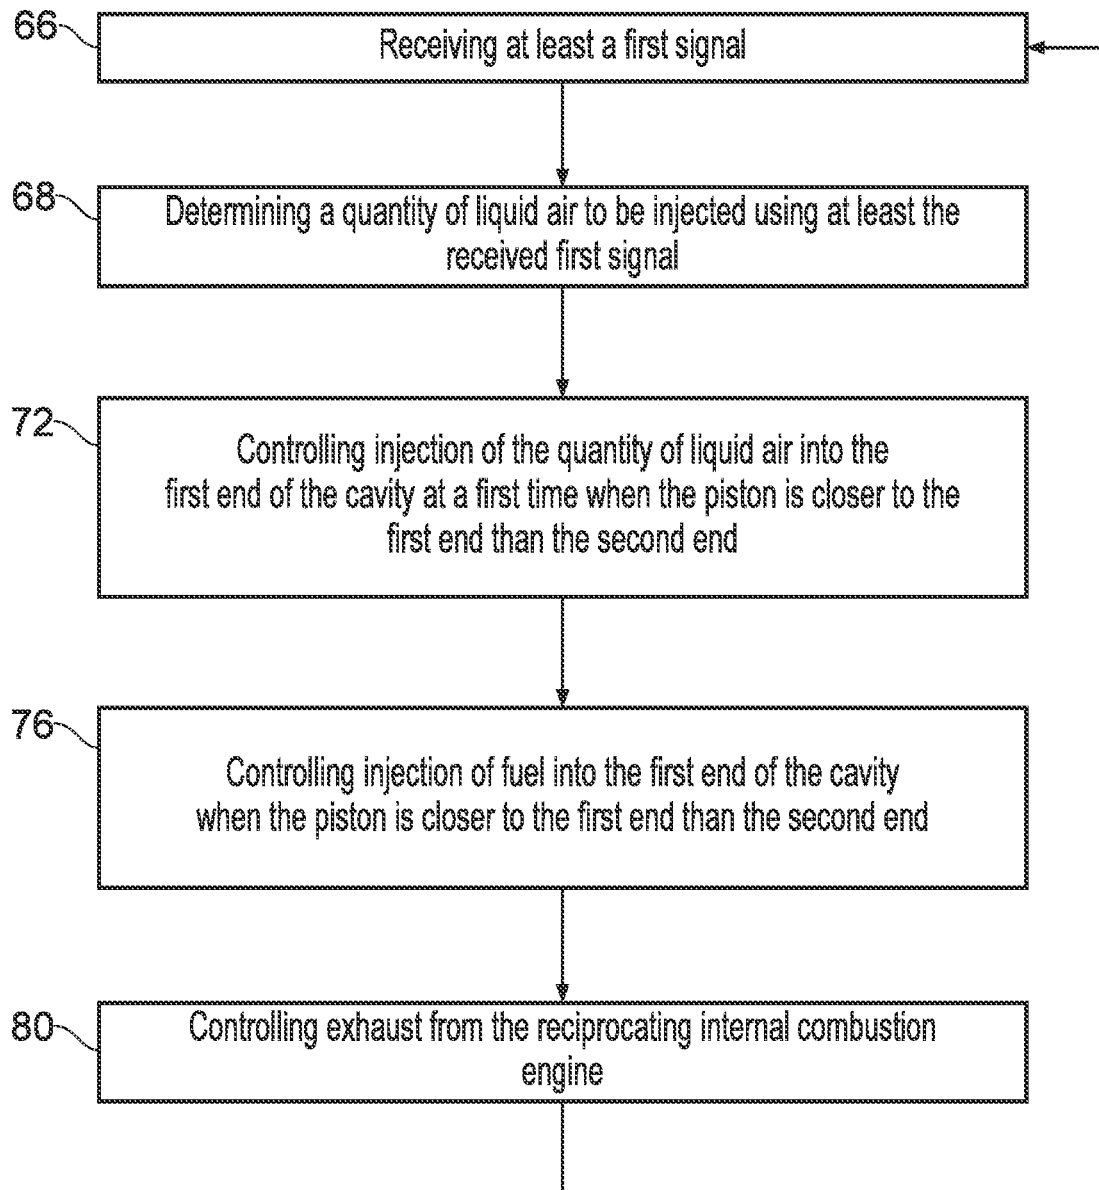 66
Receiving at least a first signal
68
Determining a quantity of liquid air to be injected using at least the
received first signal
72
Controlling injection of the quantity of liquid air into the
first end of the cavity at a first time when the piston is closer to the
first end than the second end
76
Controlling injection of fuel into the first end of the cavity
when the piston is closer to the first end than the second end
80
Controlling exhaust from the reciprocating internal combustion
engine